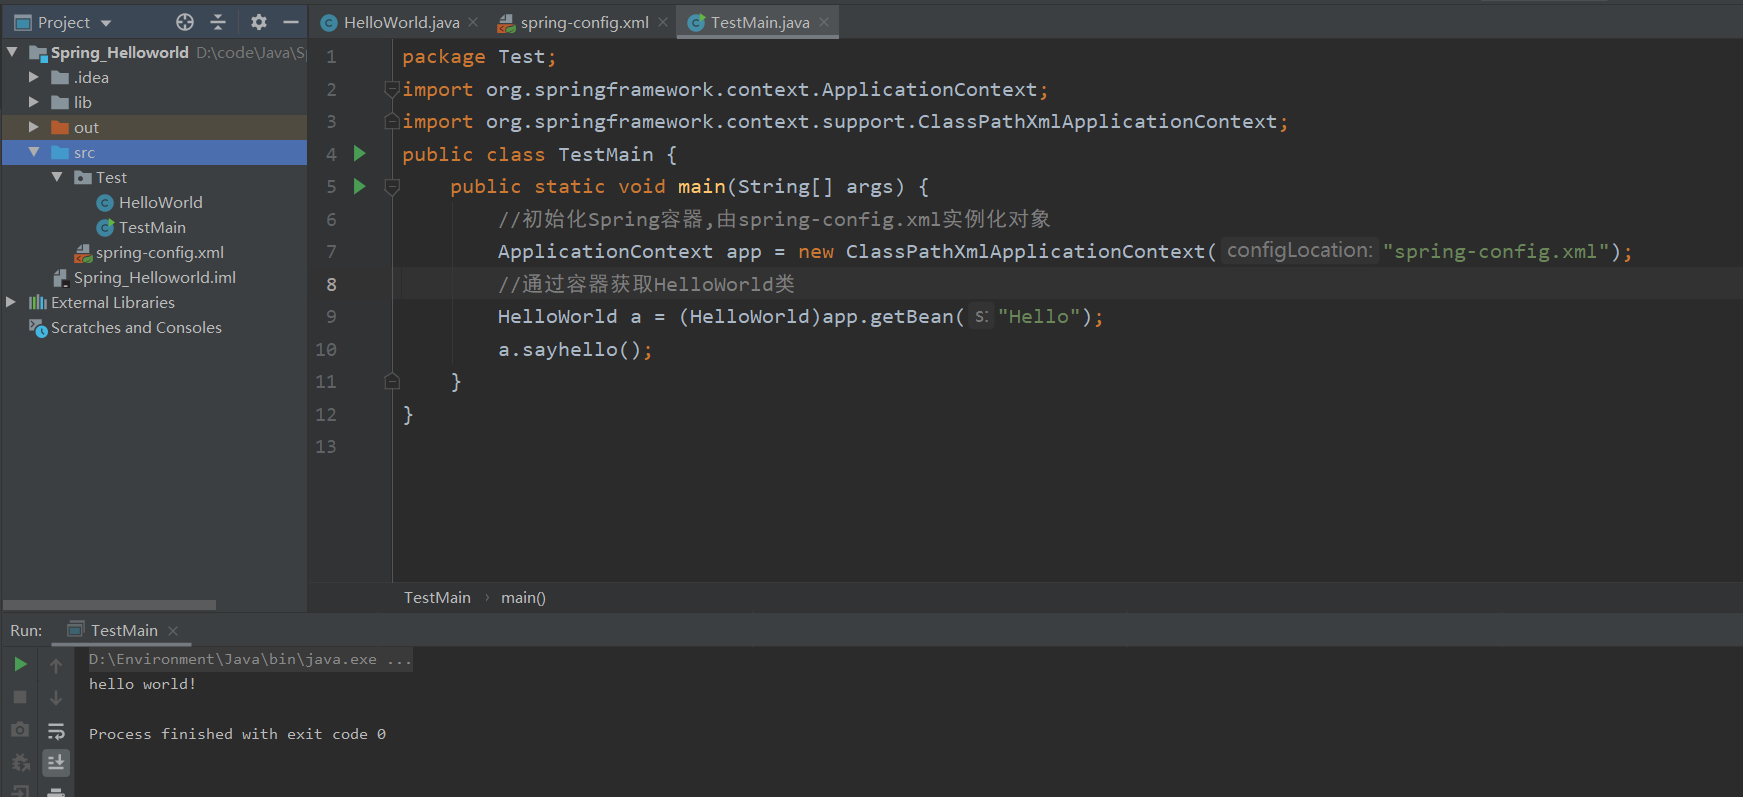 Project
HelloWorld.java
spring-config.xml
TestMain.java
Spring_Helloworld D:\code\Java\S
.idea
lib
out
src
Test
HelloWorld
TestMain
spring-config.xml
Spring_Helloworld.iml
External Libraries
Scratches and Consoles
1 package Test;
2 import org.springframework.context.ApplicationContext;
3 import org.springframework.context.support.ClassPathXmlApplicationContext;
4 public class TestMain {
5 public static void main(String[] args) {
6 //初始化Spring容器,由spring-config.xml实例化对象
7 ApplicationContext app = new ClassPathXmlApplicationContext( configLocation: "spring-config.xml");
8 //通过容器获取HelloWorld类
9 HelloWorld a = (HelloWorld)app.getBean( s: "Hello");
10 a.sayhello();
11 }
12 }
13
TestMain › main()
Run: TestMain
D:\Environment\Java\bin\java.exe ...
hello world!
Process finished with exit code 0